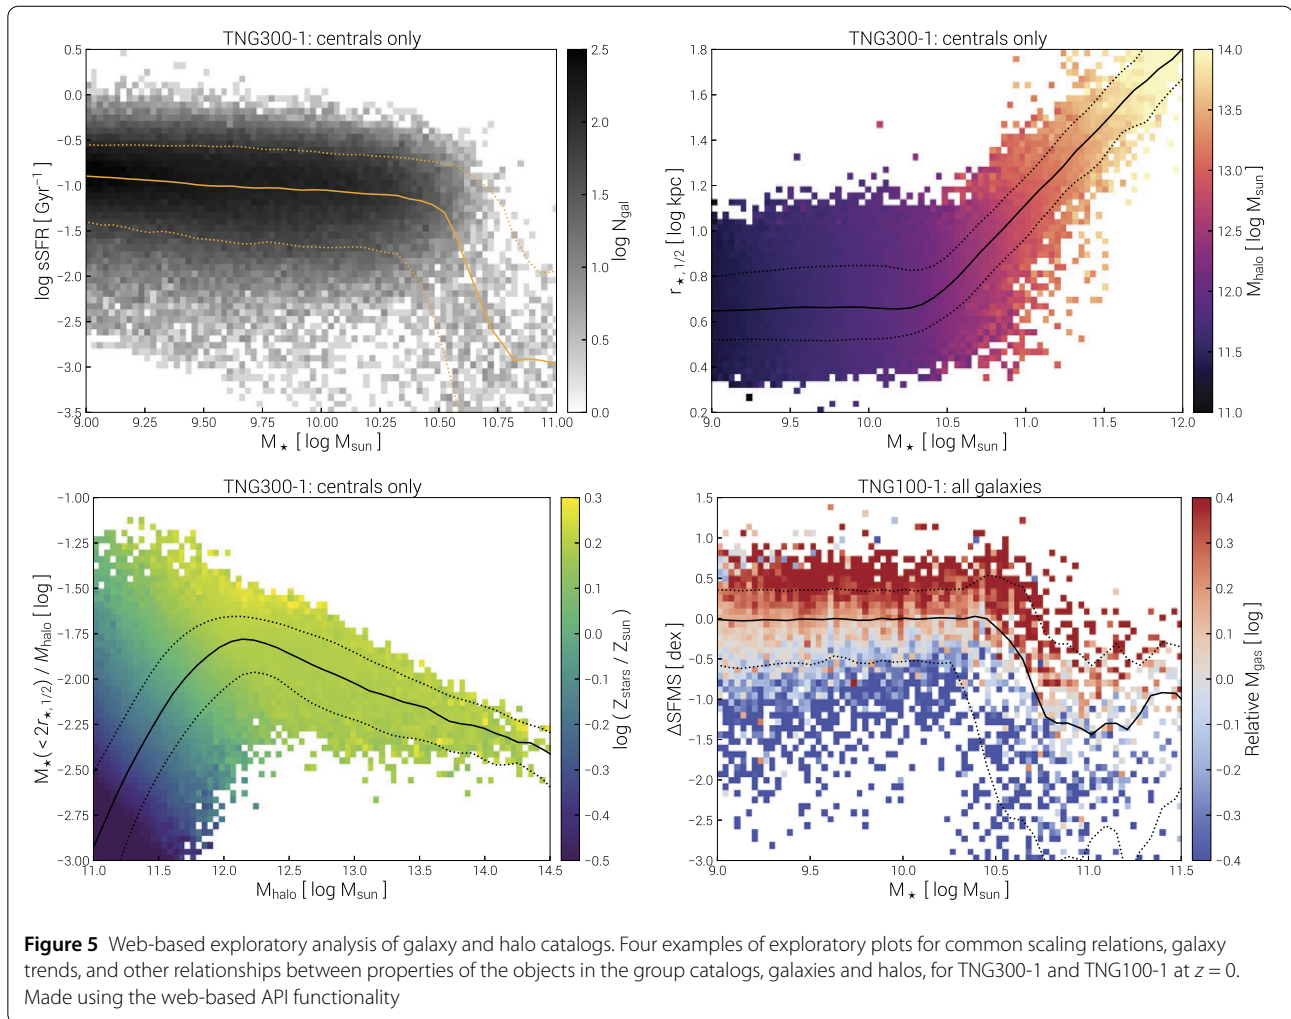 TNG300-1: centrals only
0.5
0.0
−0.5
−1.0
−1.5
−2.0
−2.5
−3.0
−3.5
log sSFR [ Gyr⁻¹ ]
9.00 9.25 9.50 9.75 10.00 10.25 10.50 10.75 11.00
M⋆ [ log Msun ]
2.5
2.0
1.5
1.0
0.5
0.0
log Ngal
TNG300-1: centrals only
1.8
1.6
1.4
1.2
1.0
0.8
0.6
0.4
0.2
r⋆,1/2 [ log kpc ]
9.0 9.5 10.0 10.5 11.0 11.5 12.0
M⋆ [ log Msun ]
14.0
13.5
13.0
12.5
12.0
11.5
11.0
Mhalo [ log Msun ]
TNG300-1: centrals only
−1.00
−1.25
−1.50
−1.75
−2.00
−2.25
−2.50
−2.75
−3.00
M⋆( < 2r⋆,1/2 ) / Mhalo [ log ]
11.0 11.5 12.0 12.5 13.0 13.5 14.0 14.5
Mhalo [ log Msun ]
0.3
0.2
0.1
0.0
−0.1
−0.2
−0.3
−0.4
−0.5
log ( Zstars / Zsun )
TNG100-1: all galaxies
1.5
1.0
0.5
0.0
−0.5
−1.0
−1.5
−2.0
−2.5
−3.0
ΔSFMS [ dex ]
9.0 9.5 10.0 10.5 11.0 11.5
M⋆ [ log Msun ]
0.4
0.3
0.2
0.1
0.0
−0.1
−0.2
−0.3
−0.4
Relative Mgas [ log ]
Figure 5 Web-based exploratory analysis of galaxy and halo catalogs. Four examples of exploratory plots for common scaling relations, galaxy
trends, and other relationships between properties of the objects in the group catalogs, galaxies and halos, for TNG300-1 and TNG100-1 at z = 0.
Made using the web-based API functionality